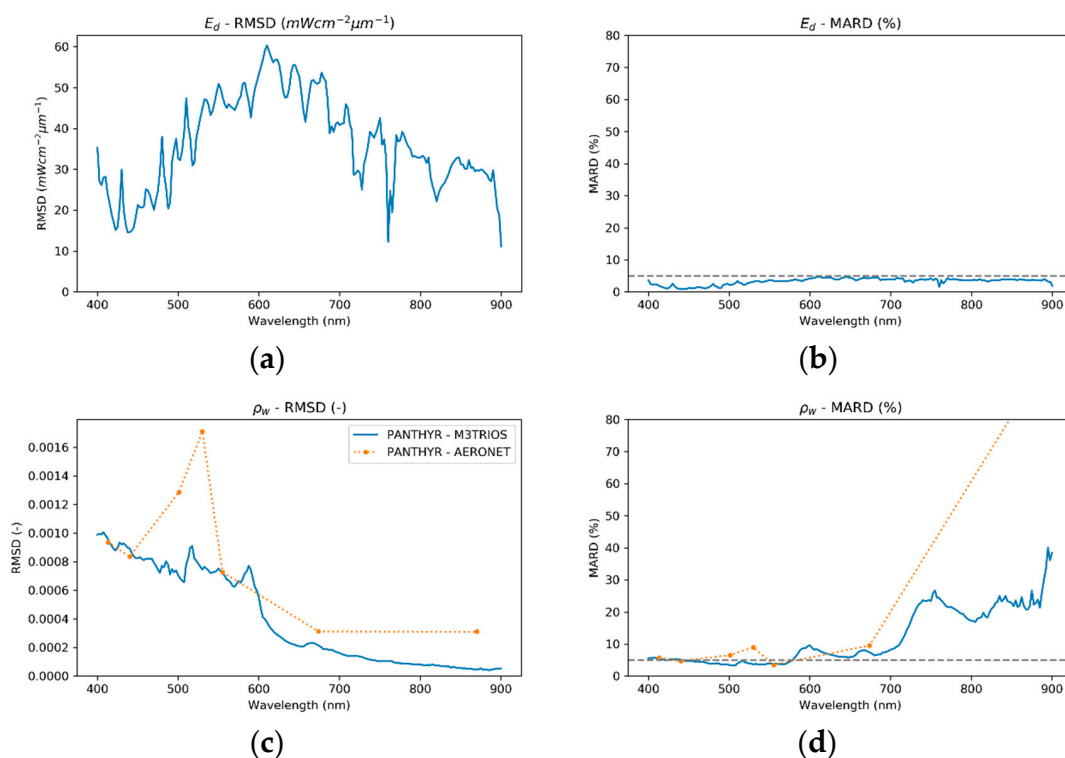 E_d - RMSD (mWcm⁻²μm⁻¹)
RMSD (mWcm⁻²μm⁻¹)
60
50
40
30
20
10
0
400 500 600 700 800 900
Wavelength (nm)
(a)
E_d - MARD (%)
MARD (%)
80
70
60
50
40
30
20
10
0
400 500 600 700 800 900
Wavelength (nm)
(b)
ρ_w - RMSD (-)
PANTHYR - M3TRIOS
PANTHYR - AERONET
RMSD (-)
0.0016
0.0014
0.0012
0.0010
0.0008
0.0006
0.0004
0.0002
0.0000
400 500 600 700 800 900
Wavelength (nm)
(c)
ρ_w - MARD (%)
MARD (%)
80
70
60
50
40
30
20
10
0
400 500 600 700 800 900
Wavelength (nm)
(d)